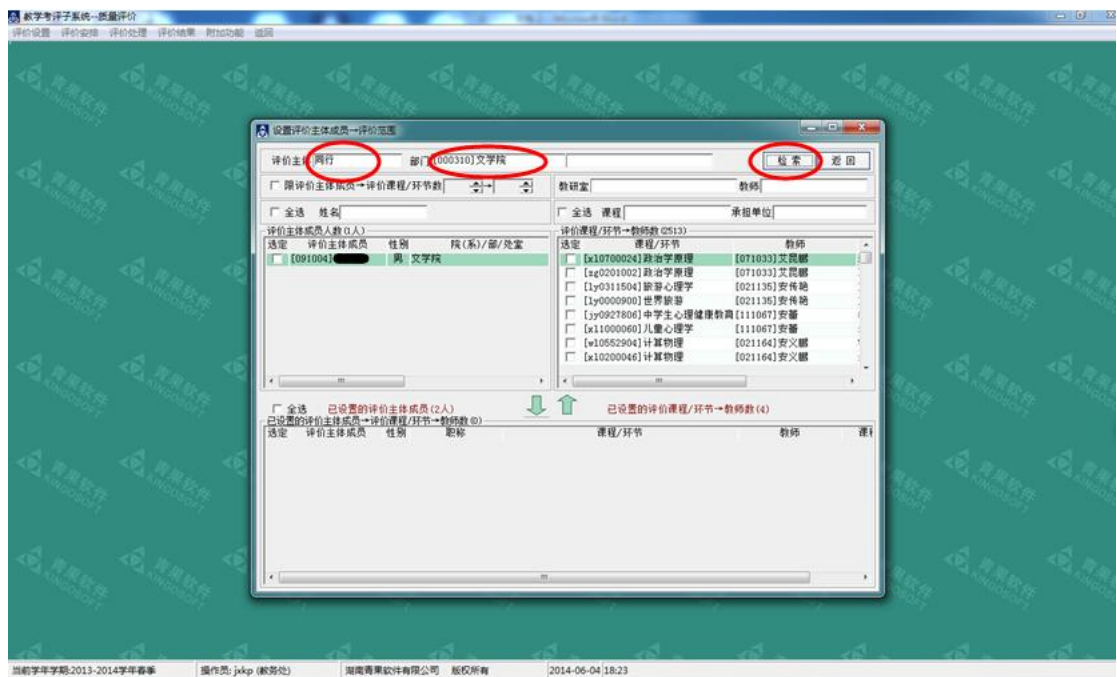 教学考评子系统--质量评价
评价设置 评价安排 评价处理 评价结果 附加功能 返回
设置评价主体成员→评价范围
评价主体 同行 部门 [000310]文学院 检索 返回
限评价主体成员→评价课程/环节数 → 教研室 教师
全选 姓名 全选 课程 承担单位
评价主体成员人数(1人) 评价课程/环节→教师数(2513)
选定 评价主体成员 性别 院(系)/部/处室 选定 课程/环节 教师
[091004] 男 文学院 [x10700024]政治学原理 [071033]艾昆鹏
[zg0201002]政治学原理 [071033]艾昆鹏
[ly0311504]旅游心理学 [021135]安传艳
[ly0000900]世界旅游 [021135]安传艳
[jy0927806]中学生心理健康教育 [111067]安蕾
[x11000060]儿童心理学 [111067]安蕾
[w10552904]计算物理 [021164]安义鹏
[x10200046]计算物理 [021164]安义鹏
全选 已设置的评价主体成员(2人) 已设置的评价课程/环节→教师数(4)
已设置的评价主体成员→评价课程/环节→教师数(0)
选定 评价主体成员 性别 职称 课程/环节 教师
当前学年学期:2013-2014学年春季 操作员: jxkp (教务处) 湖南青果软件有限公司 版权所有 2014-06-04 18:23
青果软件
KINGOSOFT